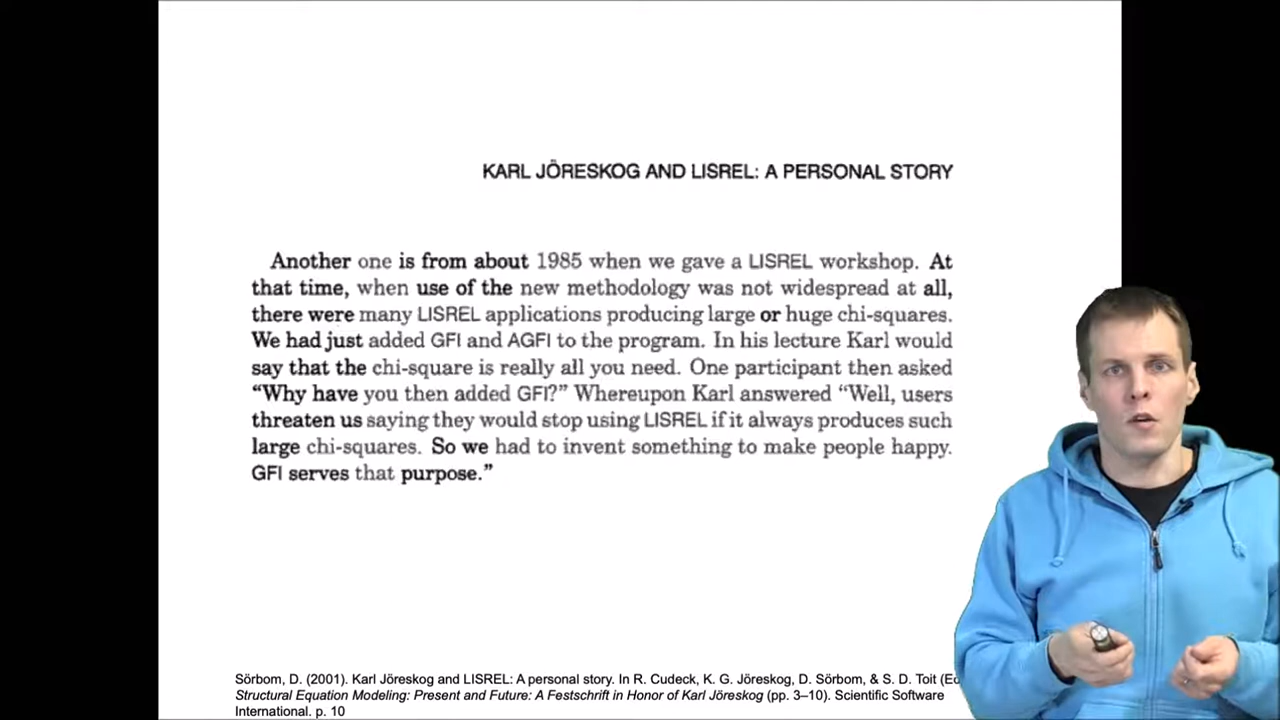 KARL JÖRESKOG AND LISREL: A PERSONAL STORY
Another one is from about 1985 when we gave a LISREL workshop. At
that time, when use of the new methodology was not widespread at all,
there were many LISREL applications producing large or huge chi-squares.
We had just added GFI and AGFI to the program. In his lecture Karl would
say that the chi-square is really all you need. One participant then asked
“Why have you then added GFI?” Whereupon Karl answered “Well, users
threaten us saying they would stop using LISREL if it always produces such
large chi-squares. So we had to invent something to make people happy.
GFI serves that purpose.”
Sörbom, D. (2001). Karl Jöreskog and LISREL: A personal story. In R. Cudeck, K. G. Jöreskog, D. Sörbom, & S. D. Toit
Structural Equation Modeling: Present and Future: A Festschrift in Honor of Karl Jöreskog (pp. 3–10). Scientific Software
International. p. 10